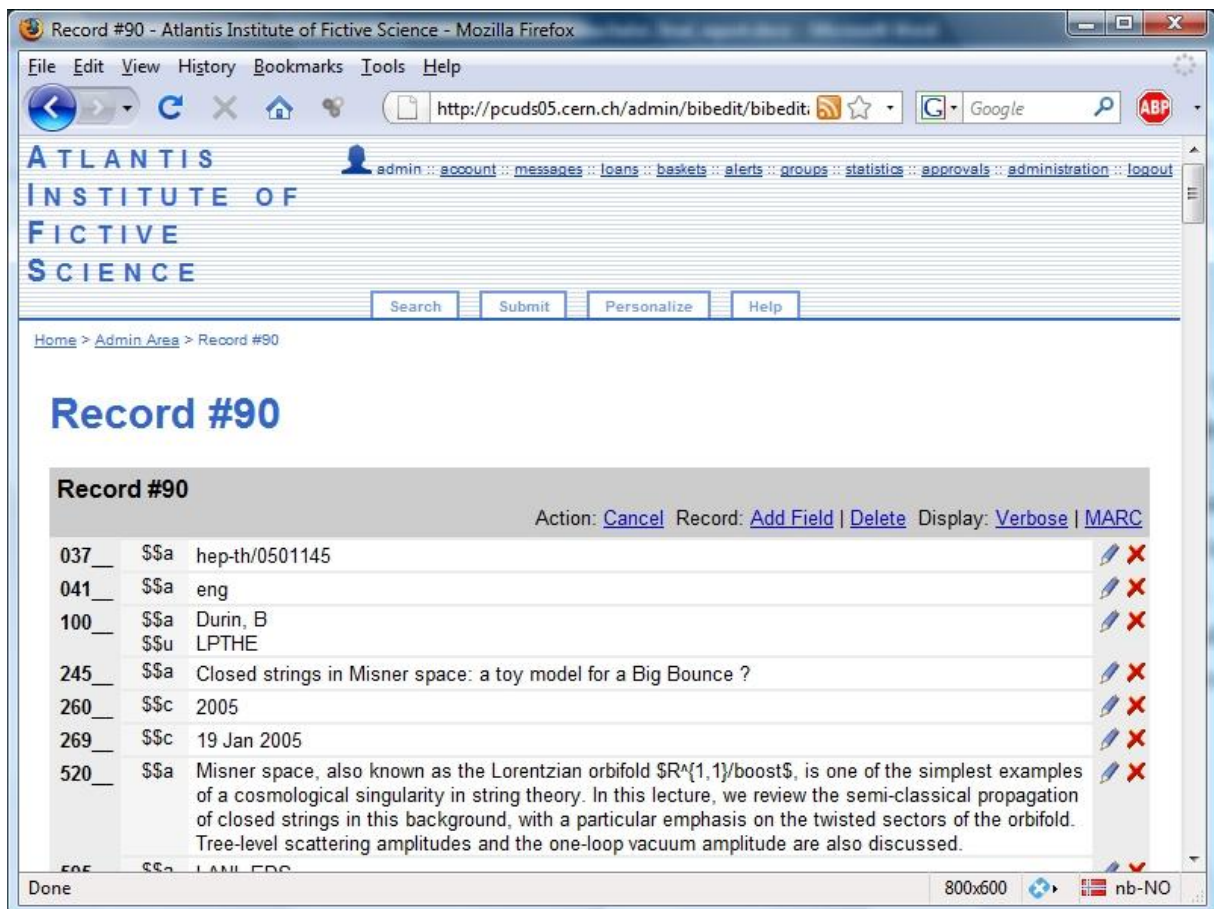 Record #90 - Atlantis Institute of Fictive Science - Mozilla Firefox
File Edit View History Bookmarks Tools Help
http://pcuds05.cern.ch/admin/bibedit/bibedit
G Google
ABP
ATLANTIS
INSTITUTE OF
FICTIVE
SCIENCE
admin :: account :: messages :: loans :: baskets :: alerts :: groups :: statistics :: approvals :: administration :: logout
Search Submit Personalize Help
Home > Admin Area > Record #90
Record #90
Record #90
Action: Cancel Record: Add Field | Delete Display: Verbose | MARC
037__ $$a hep-th/0501145
041__ $$a eng
100__ $$a Durin, B
$$u LPTHE
245__ $$a Closed strings in Misner space: a toy model for a Big Bounce ?
260__ $$c 2005
269__ $$c 19 Jan 2005
520__ $$a Misner space, also known as the Lorentzian orbifold $R^{1,1}/boost$, is one of the simplest examples
of a cosmological singularity in string theory. In this lecture, we review the semi-classical propagation
of closed strings in this background, with a particular emphasis on the twisted sectors of the orbifold.
Tree-level scattering amplitudes and the one-loop vacuum amplitude are also discussed.
$$a LANL EDS
Done 800x600 nb-NO